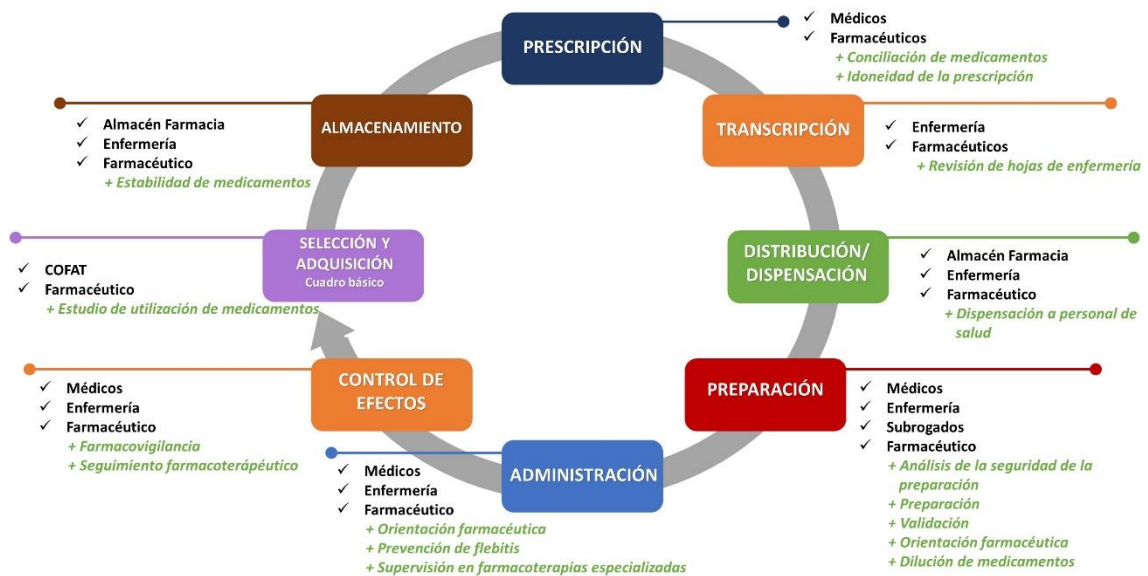 PRESCRIPCIÓN
✓ Médicos
✓ Farmacéuticos
+ Conciliación de medicamentos
+ Idoneidad de la prescripción
TRANSCRIPCIÓN
✓ Enfermería
✓ Farmacéuticos
+ Revisión de hojas de enfermería
DISTRIBUCIÓN/
DISPENSACIÓN
✓ Almacén Farmacia
✓ Enfermería
✓ Farmacéutico
+ Dispensación a personal de
salud
PREPARACIÓN
✓ Médicos
✓ Enfermería
✓ Subrogados
✓ Farmacéutico
+ Análisis de la seguridad de la
preparación
+ Preparación
+ Validación
+ Orientación farmacéutica
+ Dilución de medicamentos
ADMINISTRACIÓN
✓ Médicos
✓ Enfermería
✓ Farmacéutico
+ Orientación farmacéutica
+ Prevención de flebitis
+ Supervisión en farmacoterapias especializadas
CONTROL DE
EFECTOS
✓ Médicos
✓ Enfermería
✓ Farmacéutico
+ Farmacovigilancia
+ Seguimiento farmacoterápéutico
SELECCIÓN Y
ADQUISICIÓN
Cuadro básico
✓ COFAT
✓ Farmacéutico
+ Estudio de utilización de medicamentos
ALMACENAMIENTO
✓ Almacén Farmacia
✓ Enfermería
✓ Farmacéutico
+ Estabilidad de medicamentos